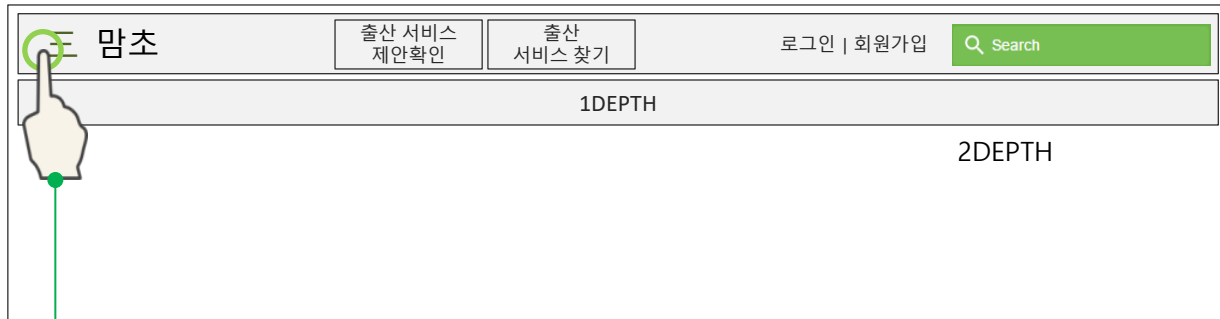 맘초
출산 서비스
제안확인
출산
서비스 찾기
로그인 | 회원가입
Search
1DEPTH
2DEPTH